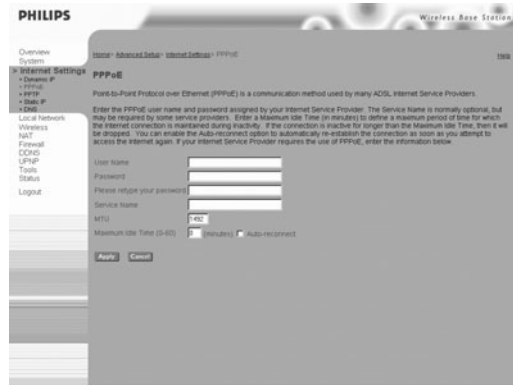 PHILIPS
Wireless Base Station
Home> Advanced Setup> Internet Settings> PPPoE
Help
Overview
System
> Internet Settings
• Dynamic IP
• PPPoE
• PPTP
• Static IP
• DNS
Local Network
Wireless
NAT
Firewall
DDNS
UPNP
Tools
Status
Logout
PPPoE
Point-to-Point Protocol over Ethernet (PPPoE) is a communication method used by many ADSL Internet Service Providers.
Enter the PPPoE user name and password assigned by your Internet Service Provider. The Service Name is normally optional, but
may be required by some service providers. Enter a Maximum Idle Time (in minutes) to define a maximum period of time for which
the Internet connection is maintained during inactivity. If the connection is inactive for longer than the Maximum Idle Time, then it will
be dropped. You can enable the Auto-reconnect option to automatically re-establish the connection as soon as you attempt to
access the Internet again. If your Internet Service Provider requires the use of PPPoE, enter the information below.
User Name
Password
Please retype your password
Service Name
MTU 1492
Maximum Idle Time (0-60) 0 (minutes) Auto-reconnect
Apply Cancel